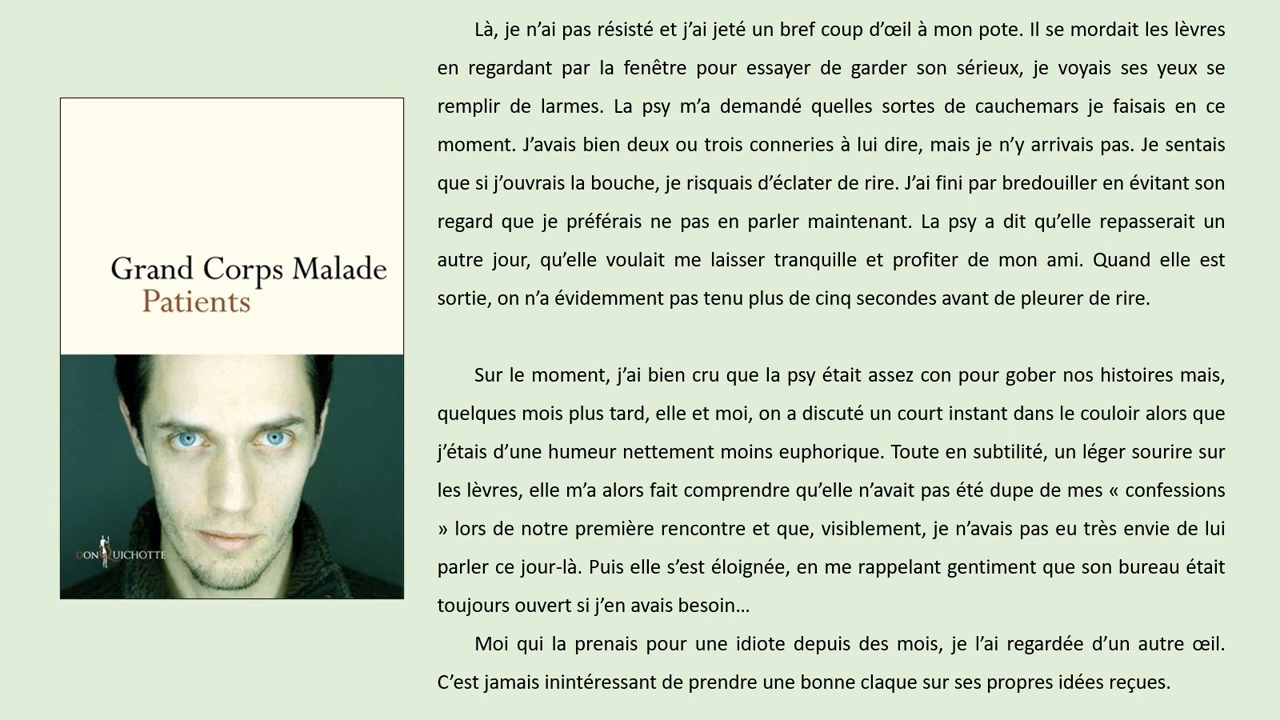 Grand Corps Malade
Patients
DON QUICHOTTE
Là, je n’ai pas résisté et j’ai jeté un bref coup d’œil à mon pote. Il se mordait les lèvres
en regardant par la fenêtre pour essayer de garder son sérieux, je voyais ses yeux se
remplir de larmes. La psy m’a demandé quelles sortes de cauchemars je faisais en ce
moment. J’avais bien deux ou trois conneries à lui dire, mais je n’y arrivais pas. Je sentais
que si j’ouvrais la bouche, je risquais d’éclater de rire. J’ai fini par bredouiller en évitant son
regard que je préférais ne pas en parler maintenant. La psy a dit qu’elle repasserait un
autre jour, qu’elle voulait me laisser tranquille et profiter de mon ami. Quand elle est
sortie, on n’a évidemment pas tenu plus de cinq secondes avant de pleurer de rire.
Sur le moment, j’ai bien cru que la psy était assez con pour gober nos histoires mais,
quelques mois plus tard, elle et moi, on a discuté un court instant dans le couloir alors que
j’étais d’une humeur nettement moins euphorique. Toute en subtilité, un léger sourire sur
les lèvres, elle m’a alors fait comprendre qu’elle n’avait pas été dupe de mes « confessions
» lors de notre première rencontre et que, visiblement, je n’avais pas eu très envie de lui
parler ce jour-là. Puis elle s’est éloignée, en me rappelant gentiment que son bureau était
toujours ouvert si j’en avais besoin…
Moi qui la prenais pour une idiote depuis des mois, je l’ai regardée d’un autre œil.
C’est jamais inintéressant de prendre une bonne claque sur ses propres idées reçues.